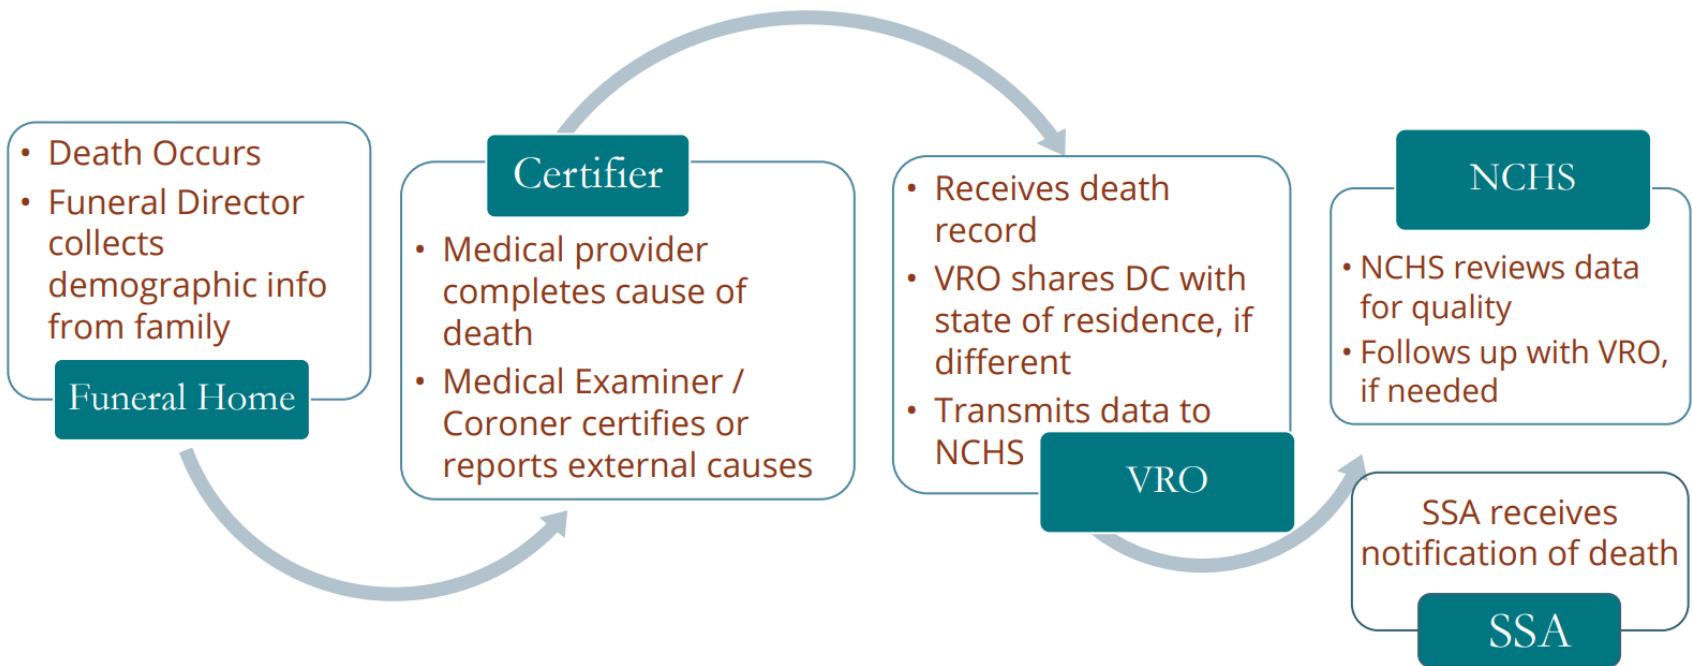 • Death Occurs
• Funeral Director
collects
demographic info
from family
Funeral Home
Certifier
• Medical provider
completes cause of
death
• Medical Examiner /
Coroner certifies or
reports external causes
• Receives death
record
• VRO shares DC with
state of residence, if
different
• Transmits data to
NCHS
VRO
NCHS
• NCHS reviews data
for quality
• Follows up with VRO,
if needed
SSA receives
notification of death
SSA